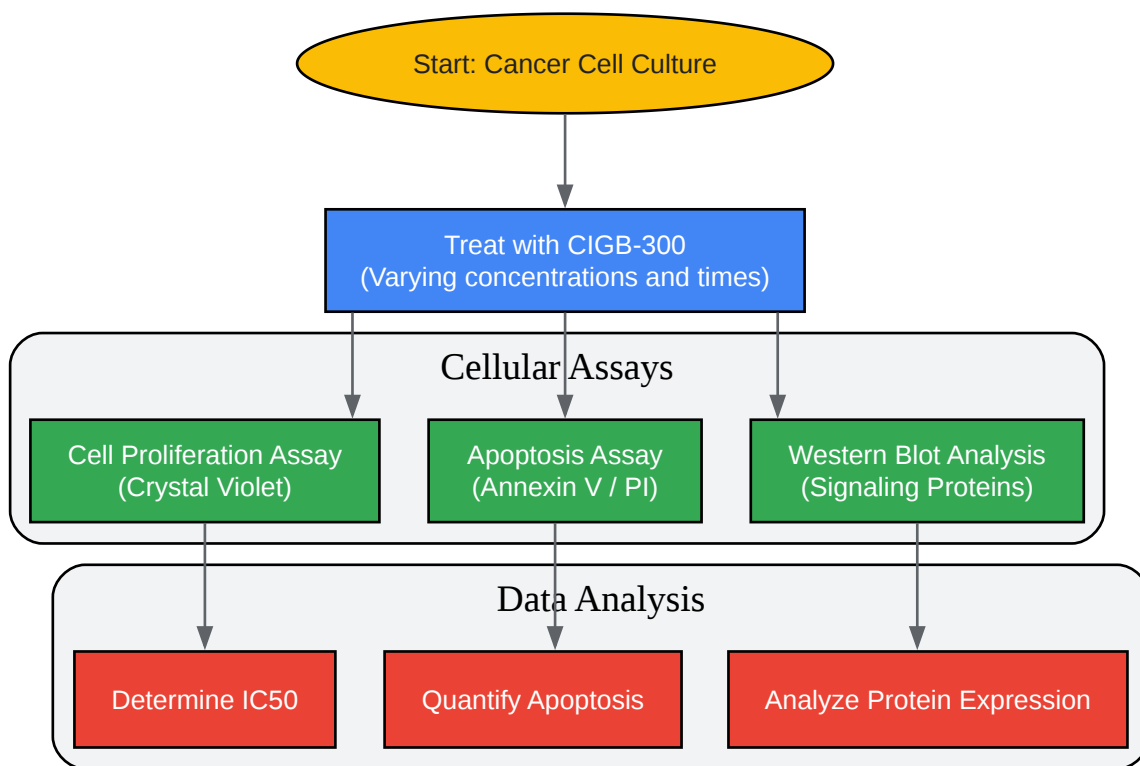 Start: Cancer Cell Culture
Treat with CIGB-300
(Varying concentrations and times)
Cellular Assays
Cell Proliferation Assay
(Crystal Violet)
Apoptosis Assay
(Annexin V / PI)
Western Blot Analysis
(Signaling Proteins)
Data Analysis
Determine IC50
Quantify Apoptosis
Analyze Protein Expression